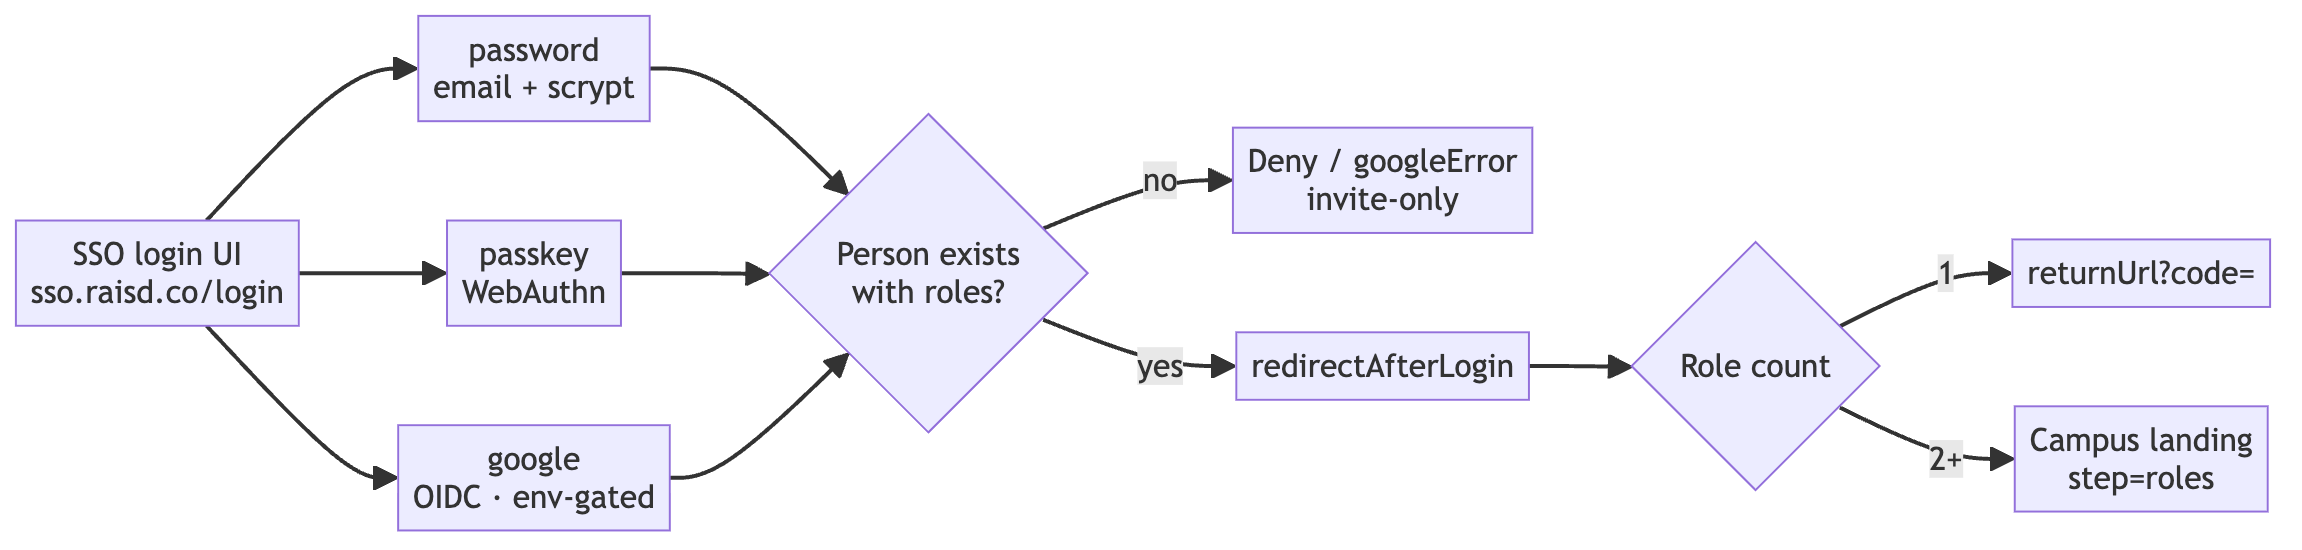 password
email + scrypt
SSO login UI
sso.raisd.co/login
passkey
WebAuthn
google
OIDC · env-gated
Person exists
with roles?
no
Deny / googleError
invite-only
yes
redirectAfterLogin
Role count
1
returnUrl?code=
2+
Campus landing
step=roles